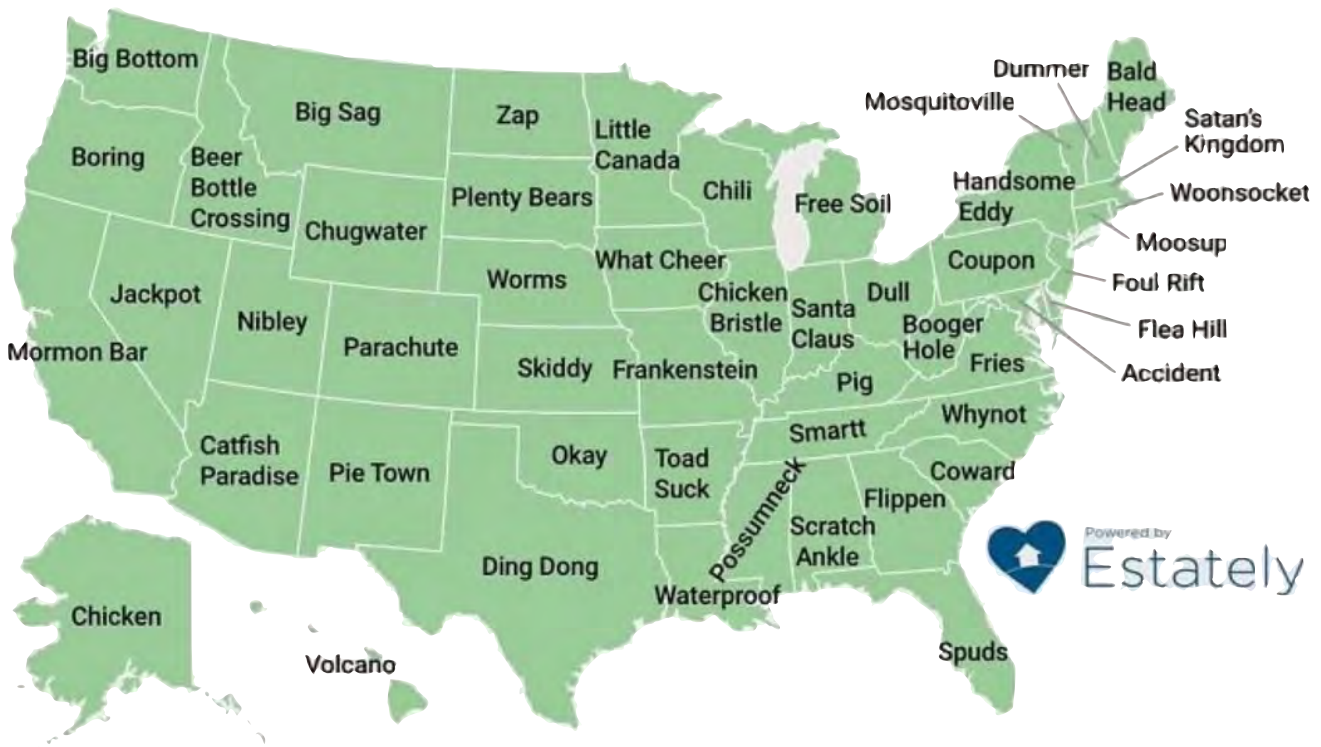 Big Bottom
Dummer
Bald
Head
Mosquitoville
Big Sag
Zap
Little
Canada
Satan's
Kingdom
Boring
Beer
Bottle
Crossing
Plenty Bears
Chili
Free Soil
Handsome
Eddy
Woonsocket
Chugwater
Moosup
What Cheer
Coupon
Worms
Foul Rift
Jackpot
Chicken
Bristle
Santa
Claus
Dull
Nibley
Booger
Hole
Flea Hill
Mormon Bar
Parachute
Skiddy
Frankenstein
Fries
Accident
Pig
Whynot
Smartt
Catfish
Paradise
Pie Town
Okay
Toad
Suck
Possumneck
Coward
Flippen
Scratch
Ankle
Powered by
Estately
Ding Dong
Waterproof
Chicken
Volcano
Spuds